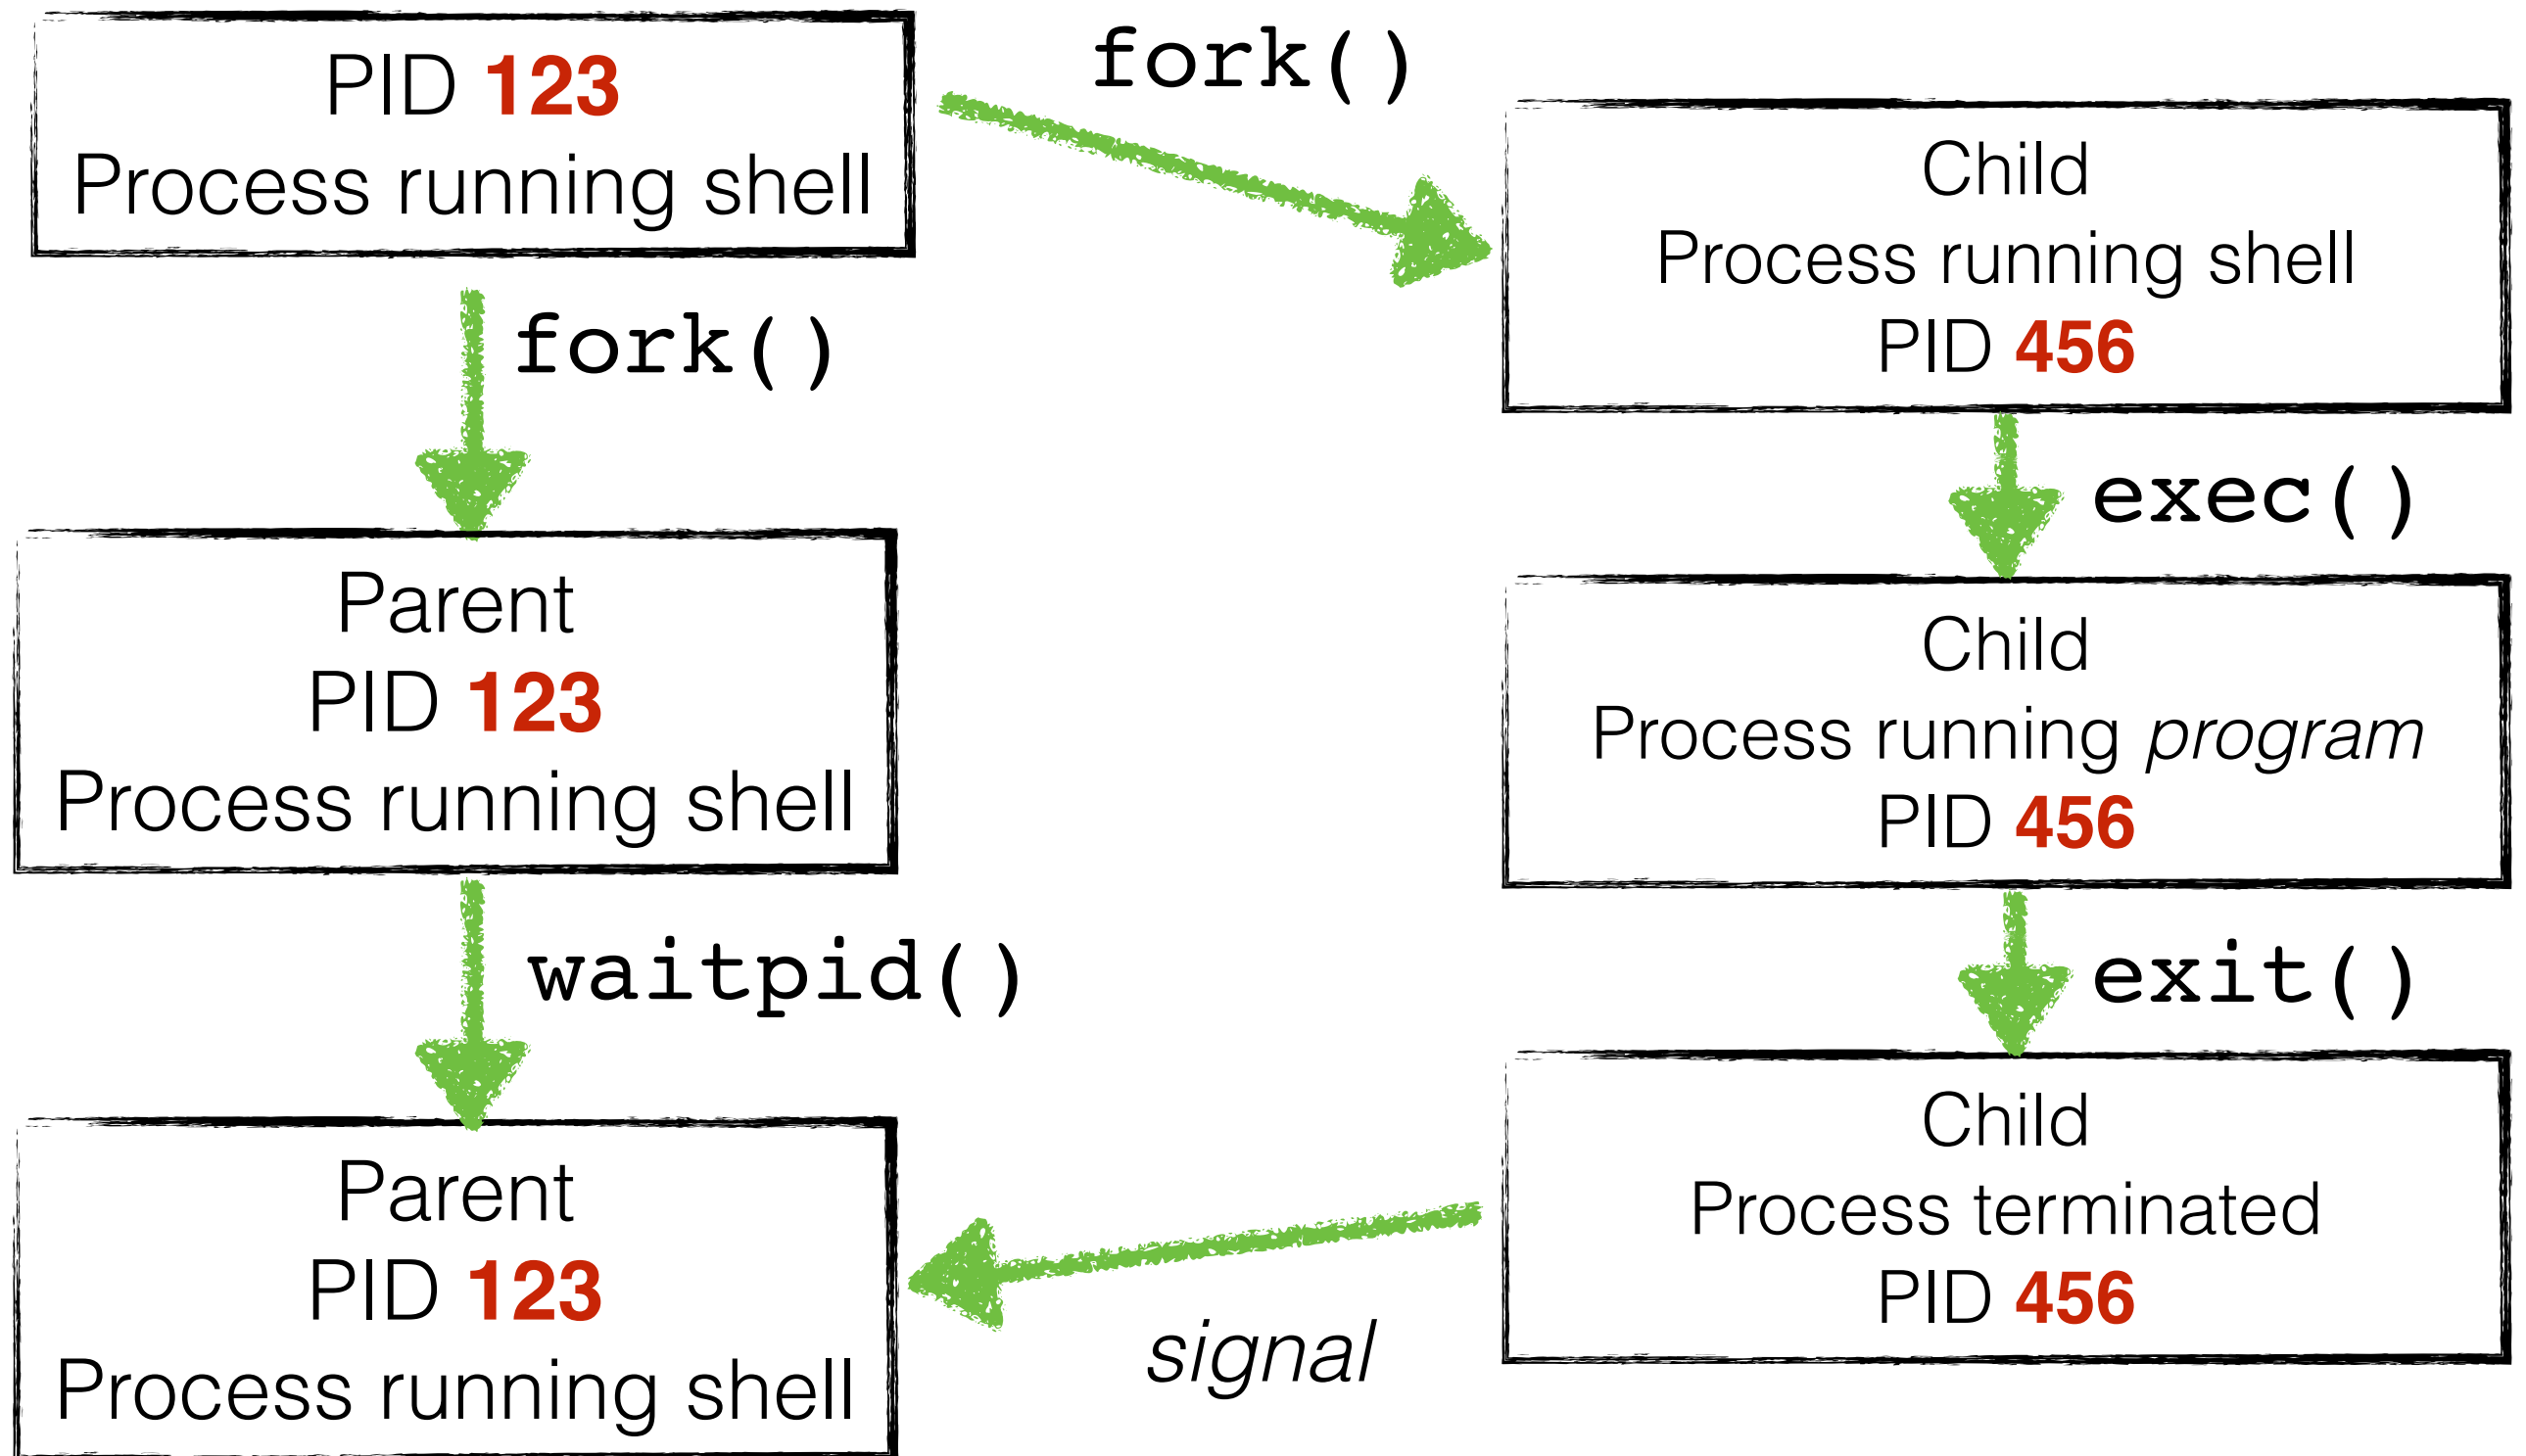 PID 123
Process running shell
fork()
Child
Process running shell
PID 456
fork()
exec()
Parent
PID 123
Process running shell
Child
Process running program
PID 456
waitpid()
exit()
Parent
PID 123
Process running shell
Child
Process terminated
PID 456
signal